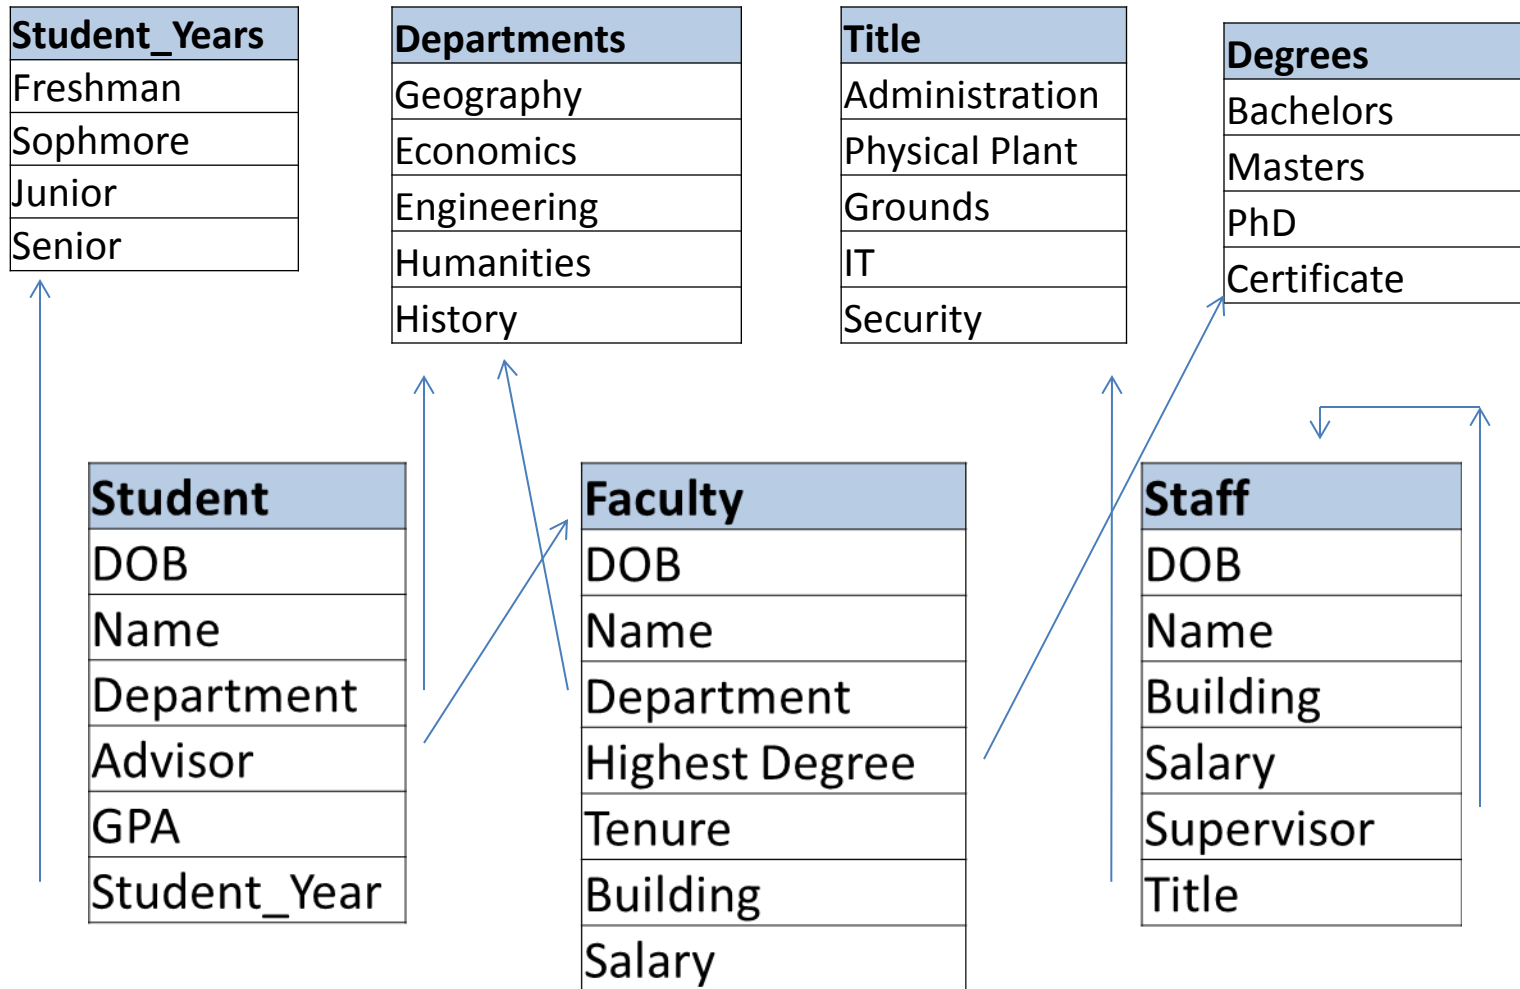 Student_Years
Freshman
Sophmore
Junior
Senior
Departments
Geography
Economics
Engineering
Humanities
History
Title
Administration
Physical Plant
Grounds
IT
Security
Degrees
Bachelors
Masters
PhD
Certificate
Student
DOB
Name
Department
Advisor
GPA
Student_Year
Faculty
DOB
Name
Department
Highest Degree
Tenure
Building
Salary
Staff
DOB
Name
Building
Salary
Supervisor
Title